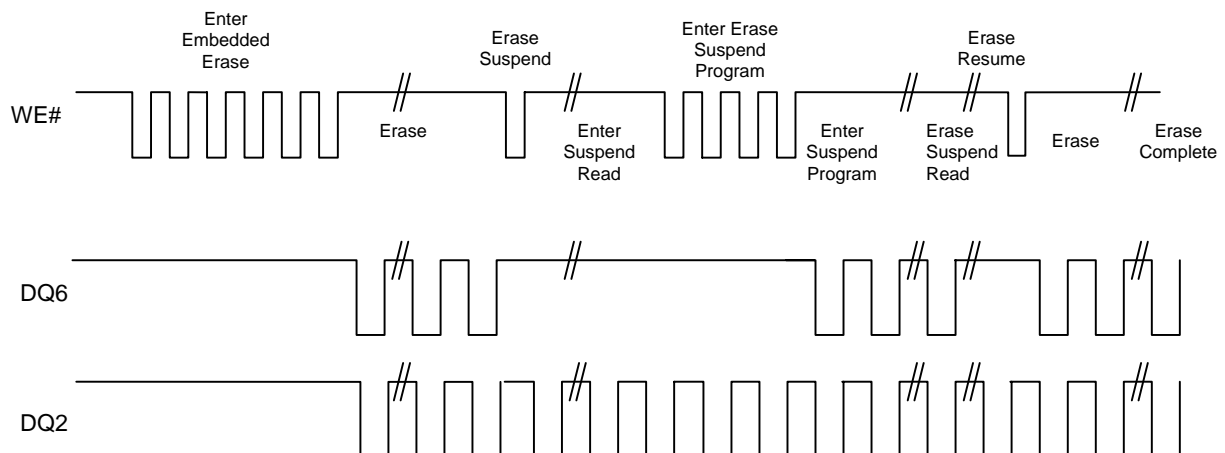 Enter
Embedded
Erase
Erase
Suspend
Enter Erase
Suspend
Program
Erase
Resume
WE#
Erase
Enter
Suspend
Read
Enter
Suspend
Program
Erase
Suspend
Read
Erase
Erase
Complete
DQ6
DQ2